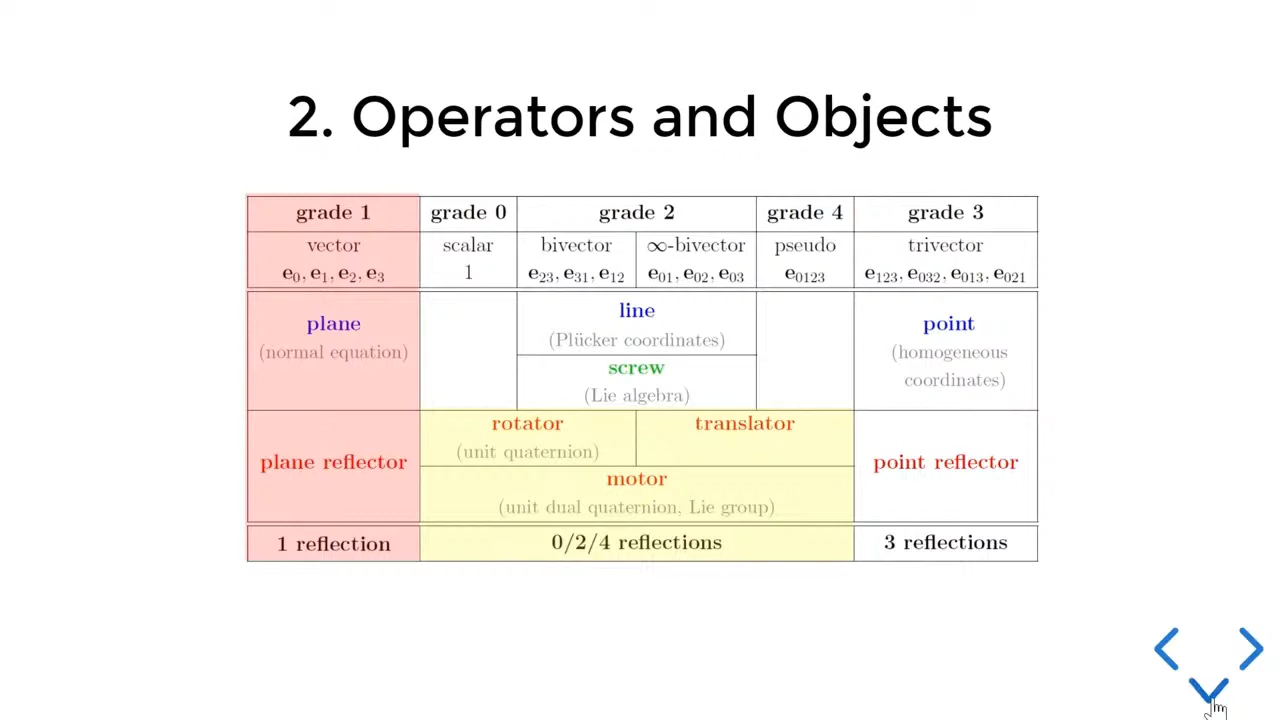 2. Operators and Objects
grade 1 grade 0 grade 2 grade 4 grade 3
vector scalar bivector ∞-bivector pseudo trivector
e₀, e₁, e₂, e₃ 1 e₂₃, e₃₁, e₁₂ e₀₁, e₀₂, e₀₃ e₀₁₂₃ e₁₂₃, e₀₃₂, e₀₁₃, e₀₂₁
plane line point
(normal equation) (Plücker coordinates) (homogeneous
screw coordinates)
(Lie algebra)
rotator translator
(unit quaternion)
plane reflector point reflector
motor
(unit dual quaternion, Lie group)
1 reflection 0/2/4 reflections 3 reflections